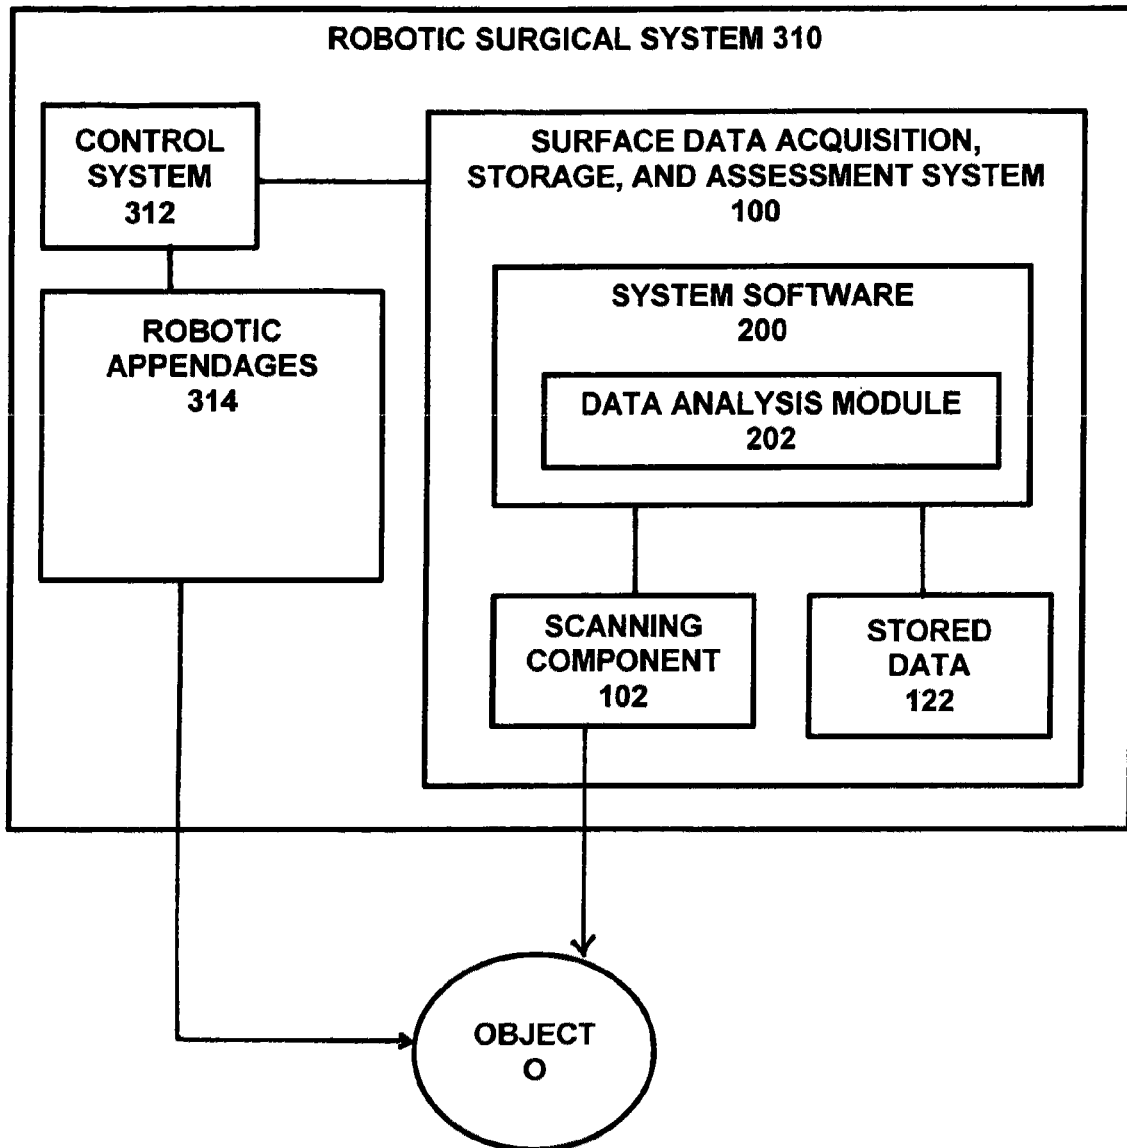 ROBOTIC SURGICAL SYSTEM 310
CONTROL
SYSTEM
312
SURFACE DATA ACQUISITION,
STORAGE, AND ASSESSMENT SYSTEM
100
SYSTEM SOFTWARE
200
ROBOTIC
APPENDAGES
314
DATA ANALYSIS MODULE
202
SCANNING
COMPONENT
102
STORED
DATA
122
OBJECT
O